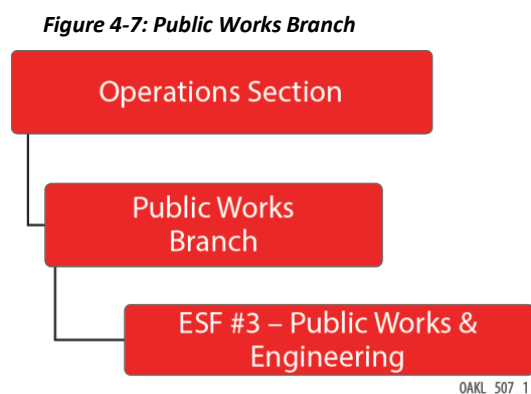 Figure 4-7: Public Works Branch
Operations Section
Public Works
Branch
ESF #3 – Public Works &
Engineering
OAKL 507 1